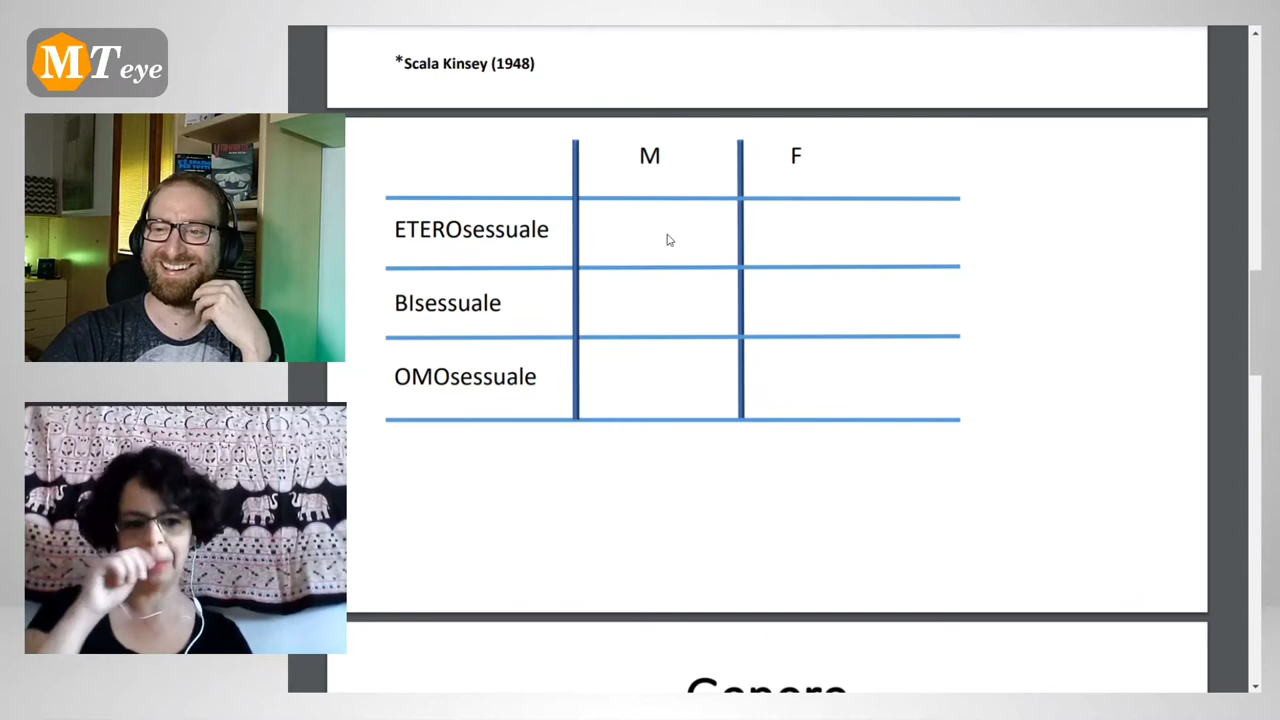 MT eye
*Scala Kinsey (1948)
M F
ETEROsessuale
BIsessuale
OMOsessuale